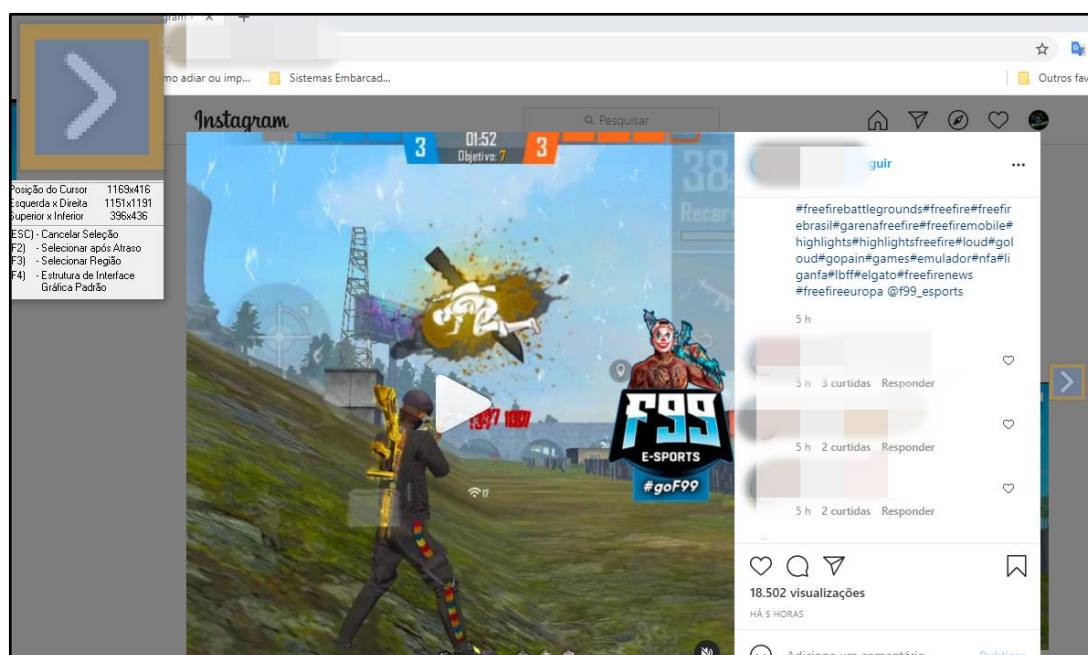 gram
mo adiar ou imp...
Sistemas Embarcad...
Outros fav
Instagram
Pesquisar
Posição do Cursor 1169x416
Esquerda x Direita 1151x1191
Superior x Inferior 396x436
ESC) - Cancelar Seleção
F2) - Selecionar após Atraso
F3) - Selecionar Região
F4) - Estrutura de Interface
Gráfica Padrão
3
01:52
Objetivo: 7
3
38
Recar
17
F99
E-SPORTS
#goF99
guir
#freefirebattlegrounds#freefire#freefir
ebrasil#garenafreefire#freefiremobile#
highlights#highlightsfreefire#loud#gol
oud#gopain#games#emulador#nfa#li
ganfa#lbff#elgato#freefirenews
#freefireeuropa @f99_esports
5 h
5 h 3 curtidas Responder
5 h 2 curtidas Responder
5 h 2 curtidas Responder
18.502 visualizações
HÁ 5 HORAS
Adicione um comentário
Publicar